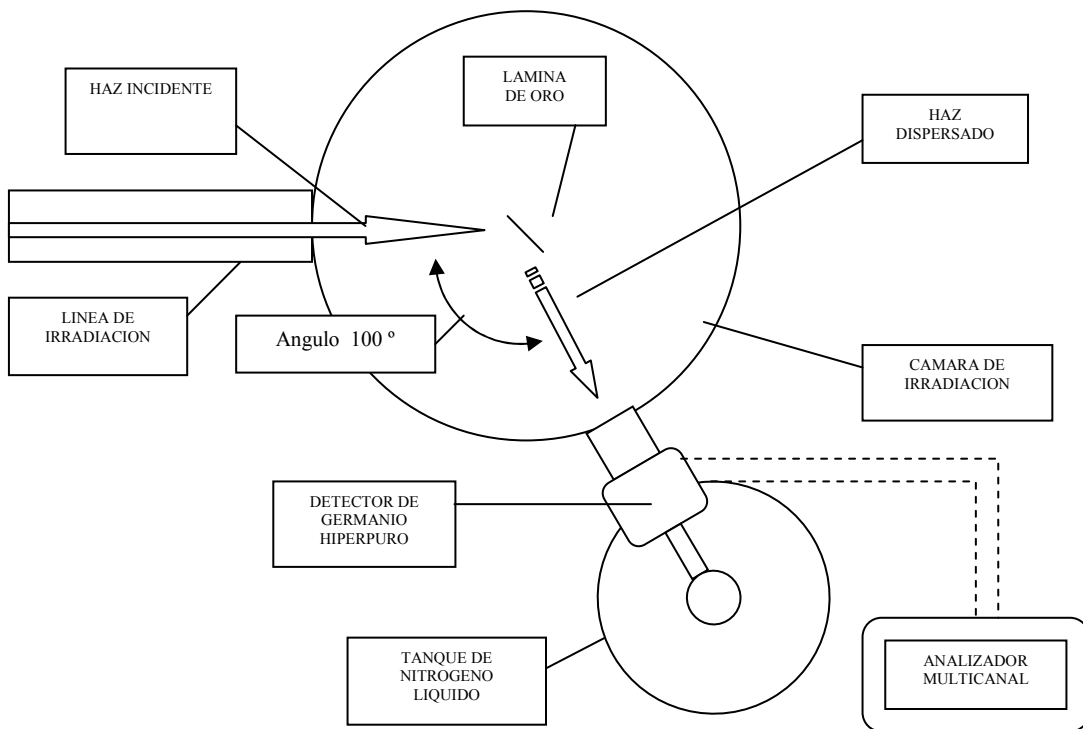 HAZ INCIDENTE
LAMINA
DE ORO
HAZ
DISPERSADO
LINEA DE
IRRADIACION
Angulo 100 º
CAMARA DE
IRRADIACION
DETECTOR DE
GERMANIO
HIPERPURO
TANQUE DE
NITROGENO
LIQUIDO
ANALIZADOR
MULTICANAL